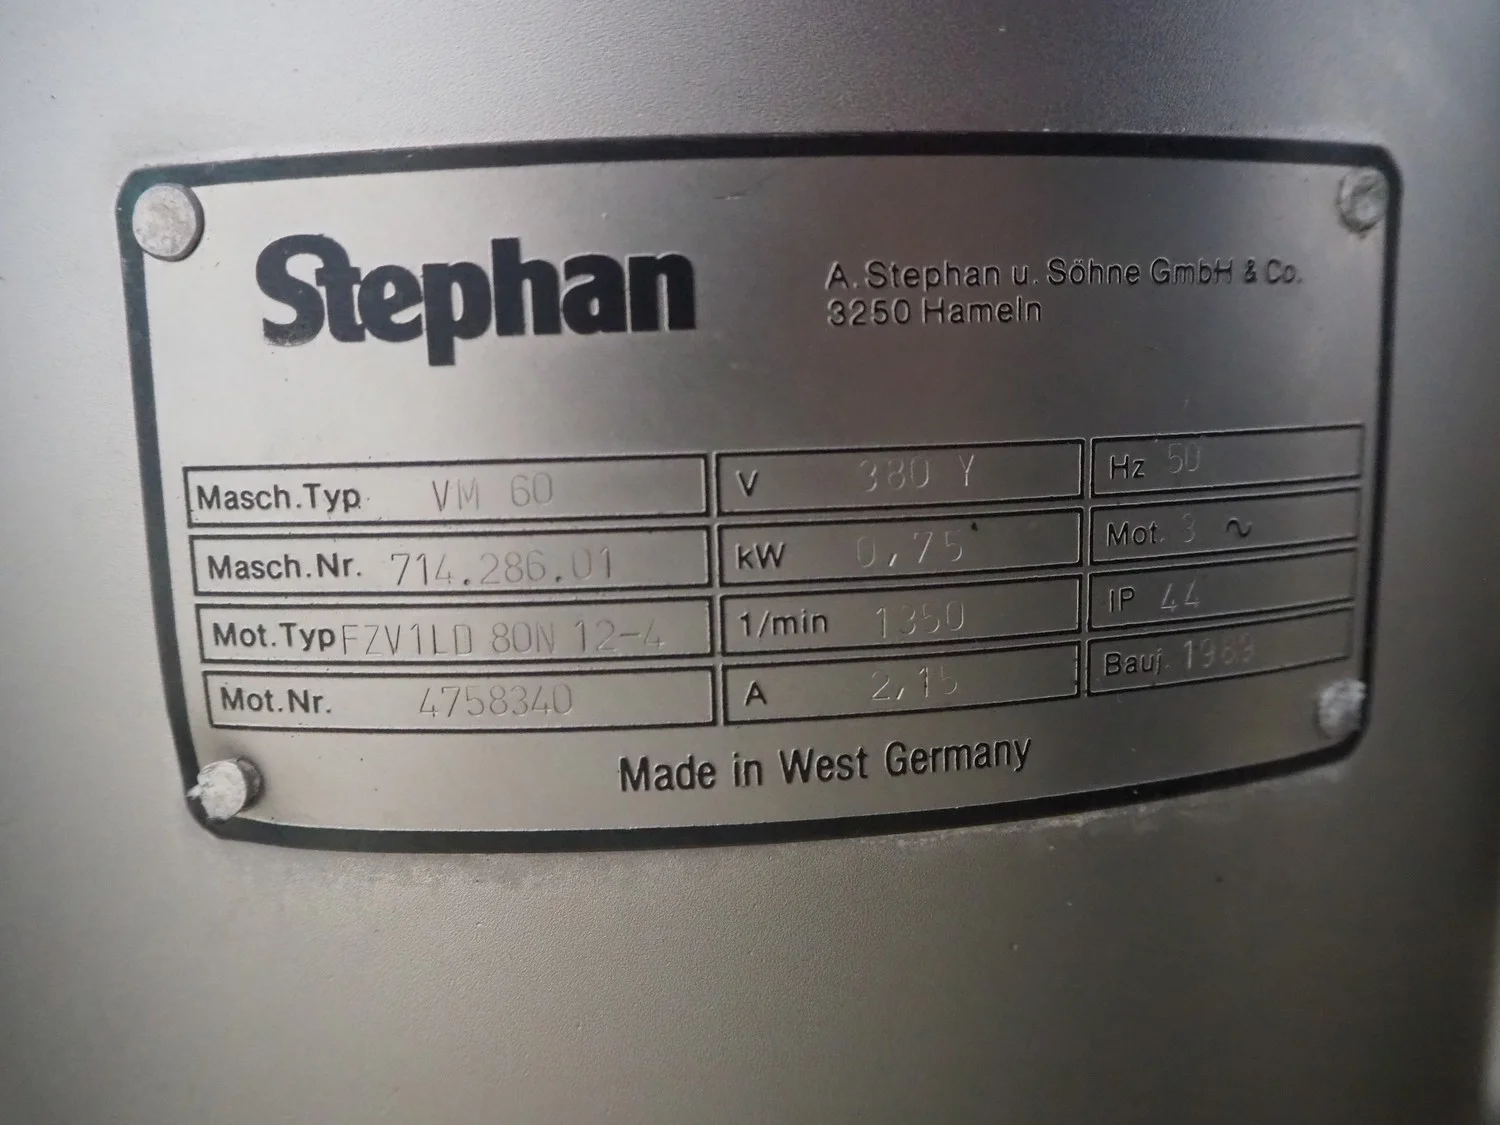 Stephan
A. Stephan u. Söhne GmbH & Co.
3250 Hameln
Masch.Typ VM 60 V 380 Y Hz 50
Masch.Nr. 714.286.01 kW 0,75 Mot. 3 ~
Mot.Typ FZV1LD 80N 12-4 1/min 1350 IP 44
Mot.Nr. 4758340 A 2,15 Bauj. 1989
Made in West Germany